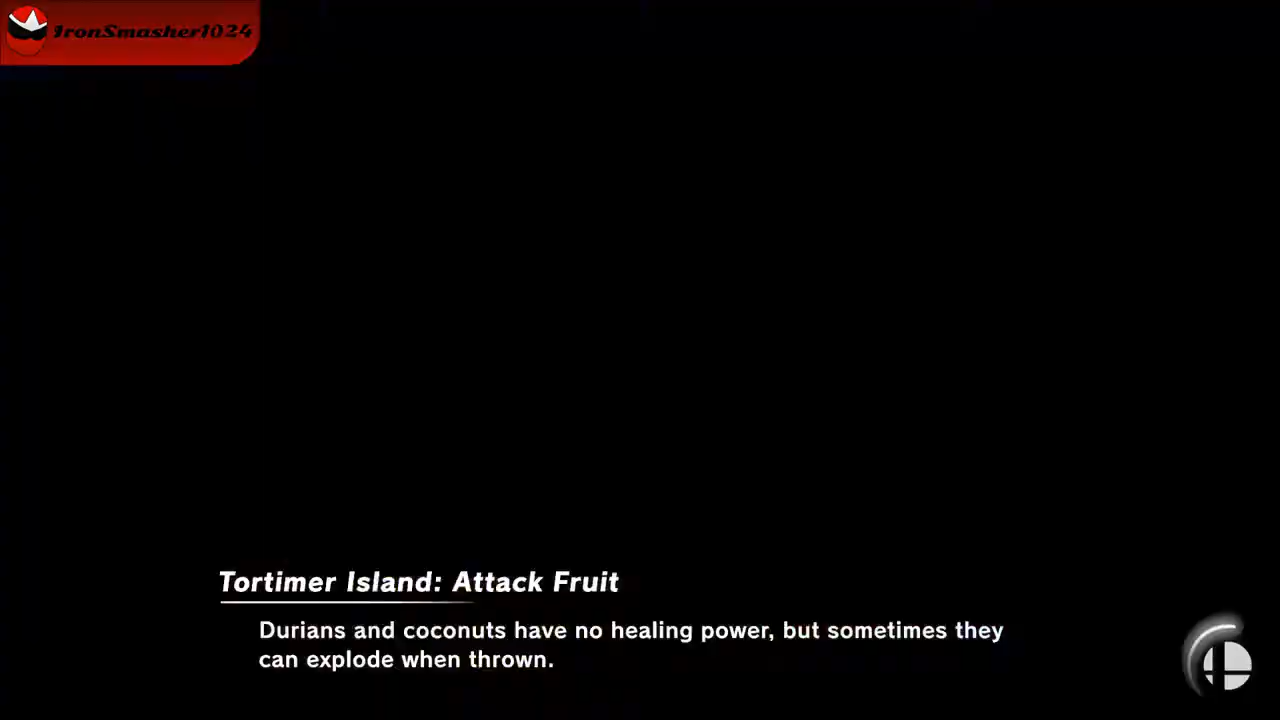 IronSmasher1024
Tortimer Island: Attack Fruit
Durians and coconuts have no healing power, but sometimes they
can explode when thrown.